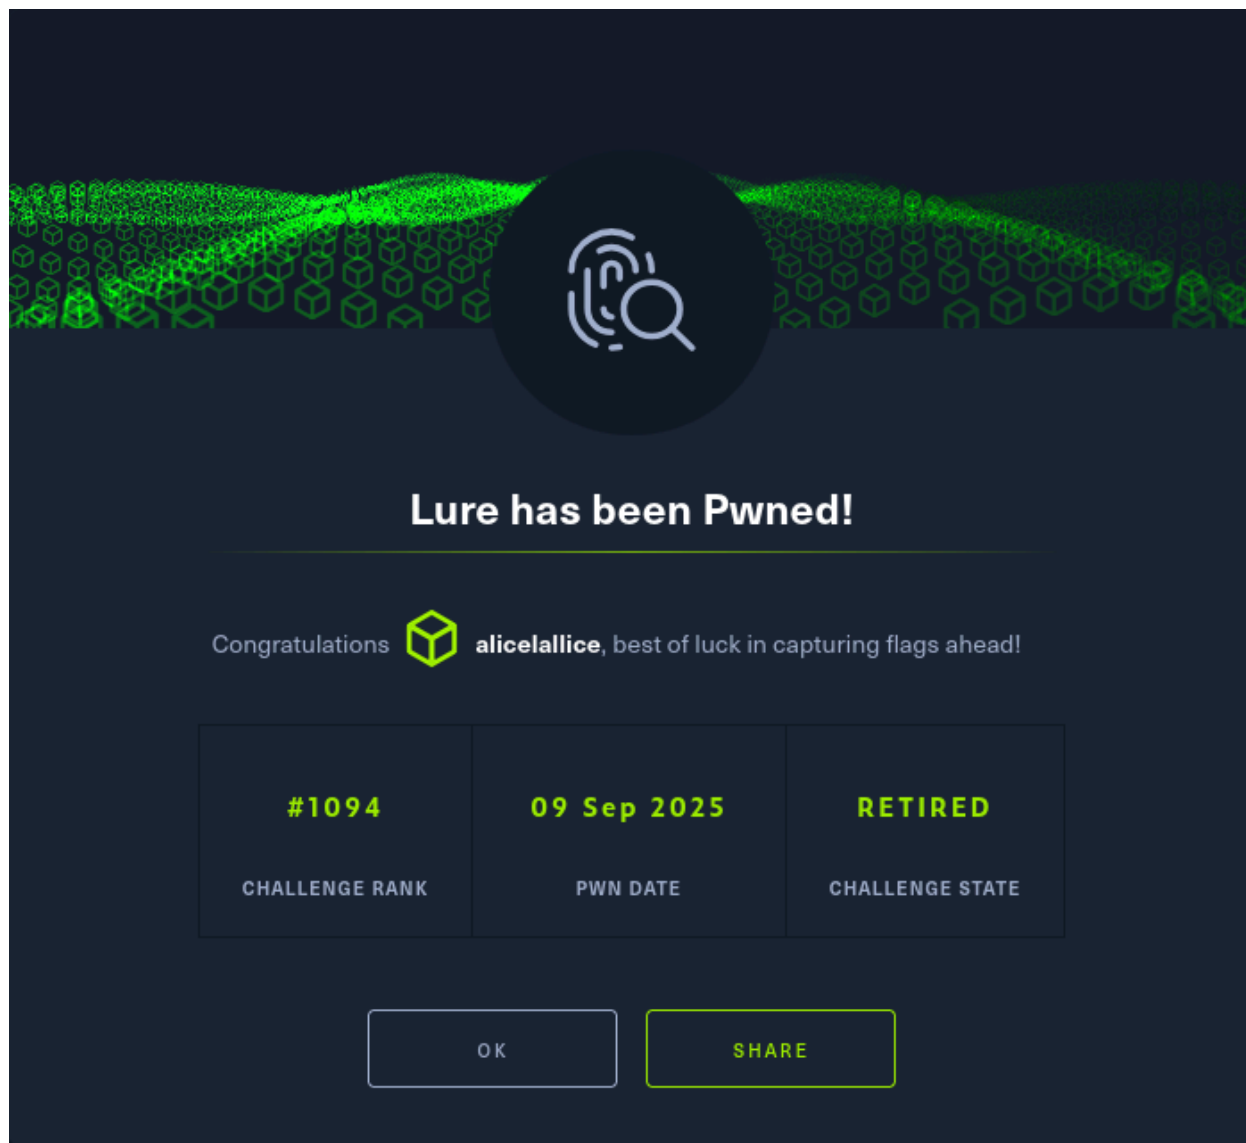 Lure has been Pwned!
Congratulations alicelallice, best of luck in capturing flags ahead!
#1094 09 Sep 2025 RETIRED
CHALLENGE RANK PWN DATE CHALLENGE STATE
OK SHARE